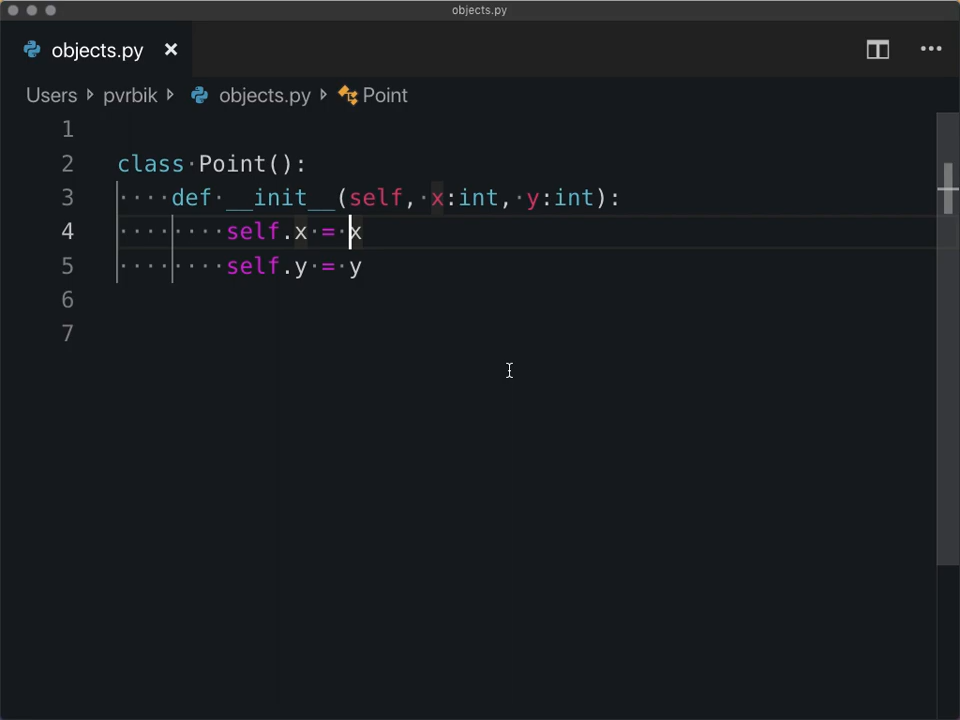 objects.py
objects.py
Users pvrbik objects.py Point
1
2 class Point():
3 def __init__(self, x:int, y:int):
4 self.x = x
5 self.y = y
6
7